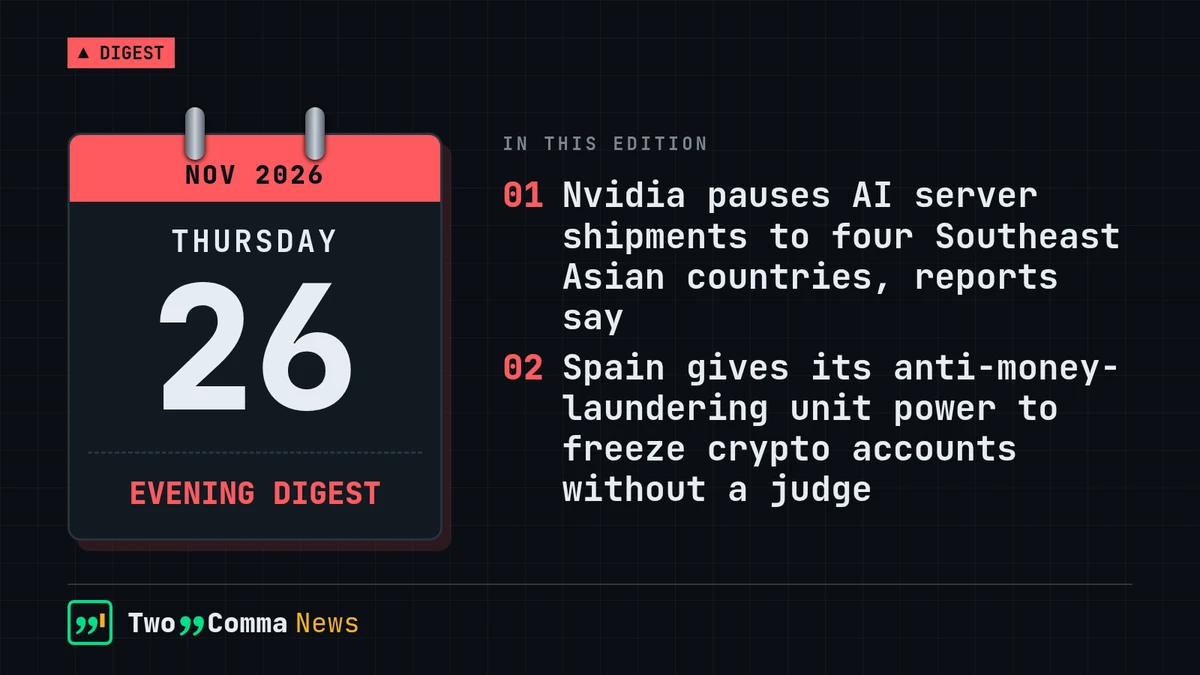 ▲ DIGEST
NOV 2026
THURSDAY
26
EVENING DIGEST
IN THIS EDITION
01 Nvidia pauses AI server
shipments to four Southeast
Asian countries, reports
say
02 Spain gives its anti-money-
laundering unit power to
freeze crypto accounts
without a judge
Two,,Comma News